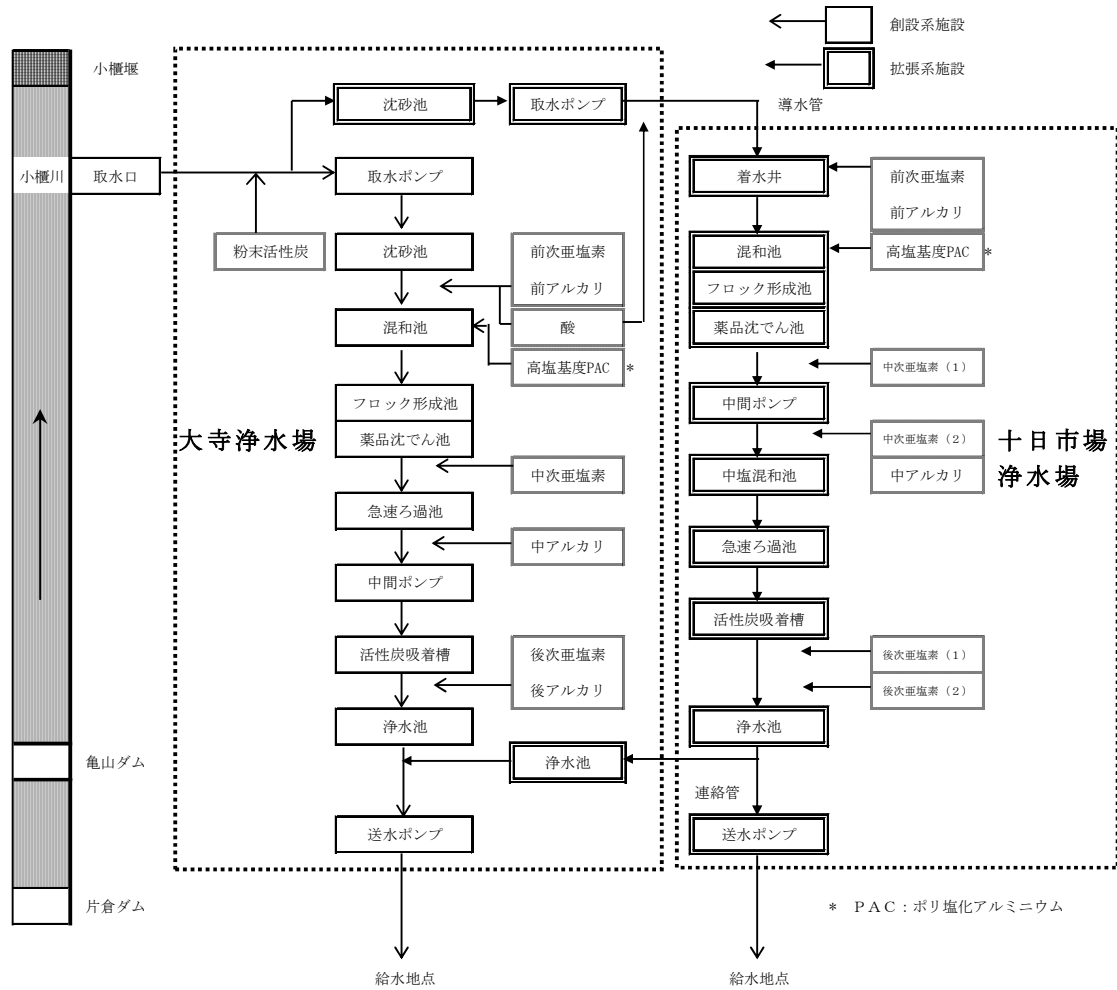 創設系施設
拡張系施設
小櫃堰
沈砂池
取水ポンプ
導水管
小櫃川
取水口
取水ポンプ
着水井
前次亜塩素
前アルカリ
粉末活性炭
沈砂池
前次亜塩素
前アルカリ
混和池
高塩基度PAC *
フロック形成池
薬品沈でん池
混和池
酸
高塩基度PAC *
中次亜塩素(1)
フロック形成池
薬品沈でん池
中間ポンプ
大寺浄水場
中次亜塩素(2)
中アルカリ
十日市場
浄水場
中次亜塩素
中塩混和池
急速ろ過池
中アルカリ
急速ろ過池
中間ポンプ
活性炭吸着槽
活性炭吸着槽
後次亜塩素
後アルカリ
後次亜塩素(1)
後次亜塩素(2)
浄水池
浄水池
亀山ダム
浄水池
連絡管
送水ポンプ
送水ポンプ
片倉ダム
* PAC:ポリ塩化アルミニウム
給水地点
給水地点